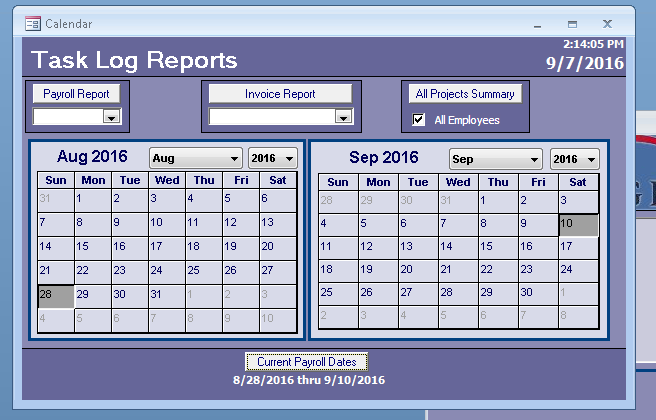 Calendar
Task Log Reports
2:14:05 PM
9/7/2016
Payroll Report
Invoice Report
All Projects Summary
All Employees
Aug 2016 Aug 2016
Sun Mon Tue Wed Thu Fri Sat
31 1 2 3 4 5 6
7 8 9 10 11 12 13
14 15 16 17 18 19 20
21 22 23 24 25 26 27
28 29 30 31 1 2 3
4 5 6 7 8 9 10
Sep 2016 Sep 2016
Sun Mon Tue Wed Thu Fri Sat
28 29 30 31 1 2 3
4 5 6 7 8 9 10
11 12 13 14 15 16 17
18 19 20 21 22 23 24
25 26 27 28 29 30 1
2 3 4 5 6 7 8
Current Payroll Dates
8/28/2016 thru 9/10/2016